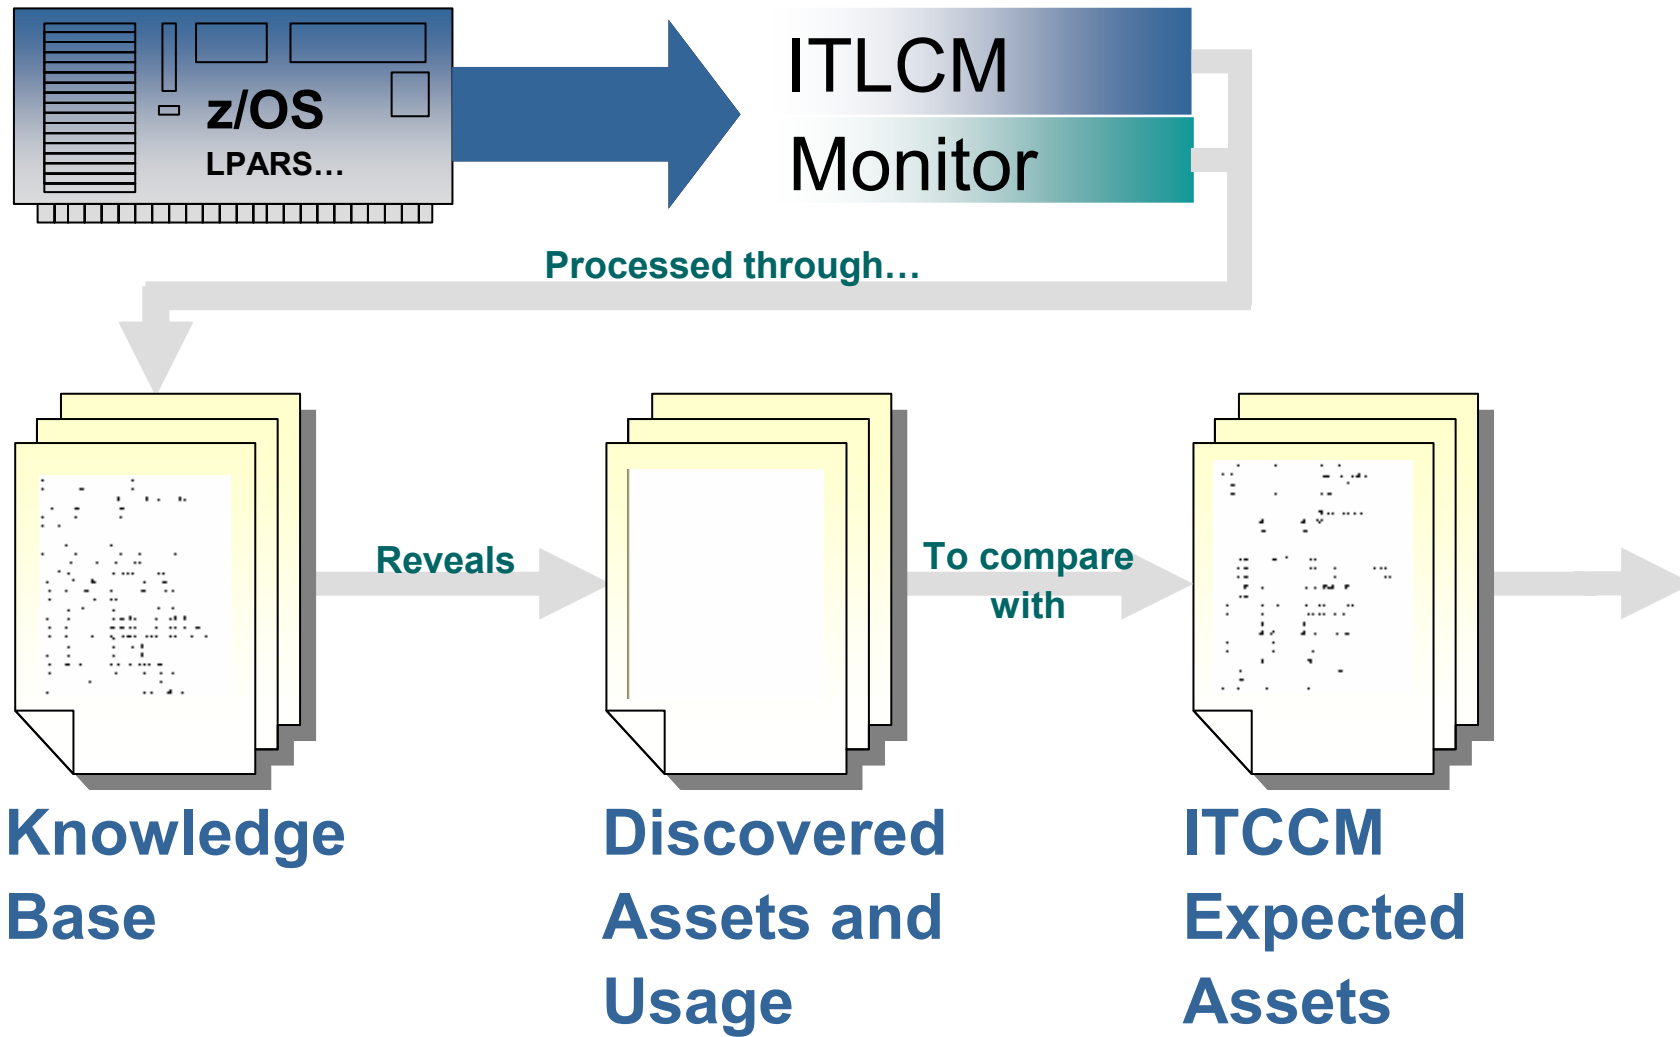 z/OS
LPARS…
ITLCM
Monitor
Processed through…
Reveals
To compare
with
Knowledge
Base
Discovered
Assets and
Usage
ITCCM
Expected
Assets